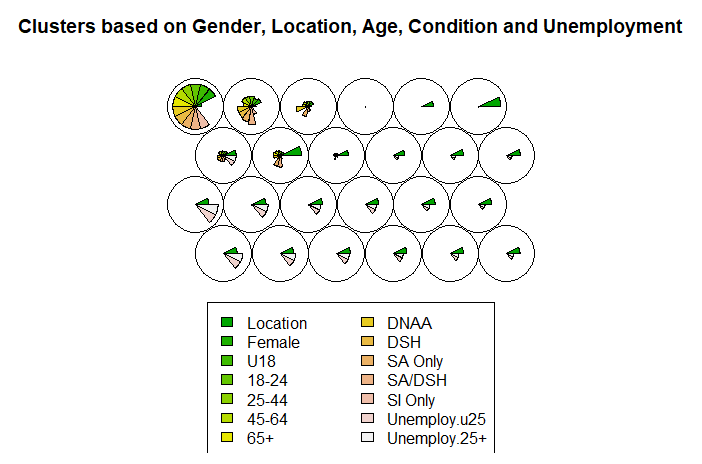 Clusters based on Gender, Location, Age, Condition and Unemployment
Location
Female
U18
18-24
25-44
45-64
65+
DNAA
DSH
SA Only
SA/DSH
SI Only
Unemploy.u25
Unemploy.25+